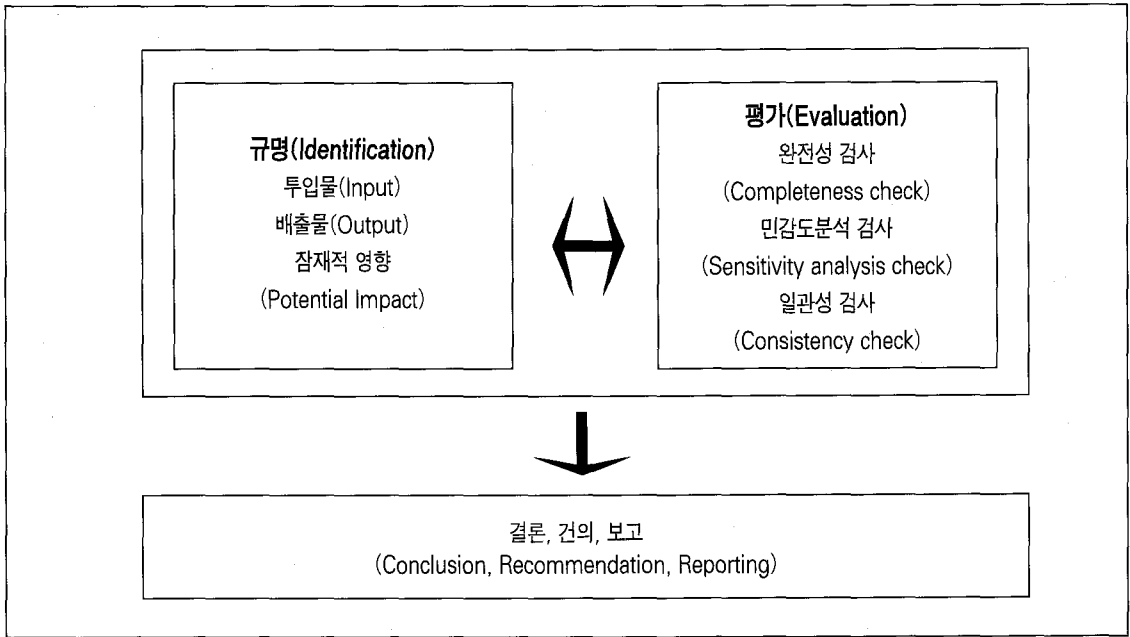 규명(Identification)
투입물(Input)
배출물(Output)
잠재적 영향
(Potential Impact)
평가(Evaluation)
완전성 검사
(Completeness check)
민감도분석 검사
(Sensitivity analysis check)
일관성 검사
(Consistency check)
결론, 건의, 보고
(Conclusion, Recommendation, Reporting)